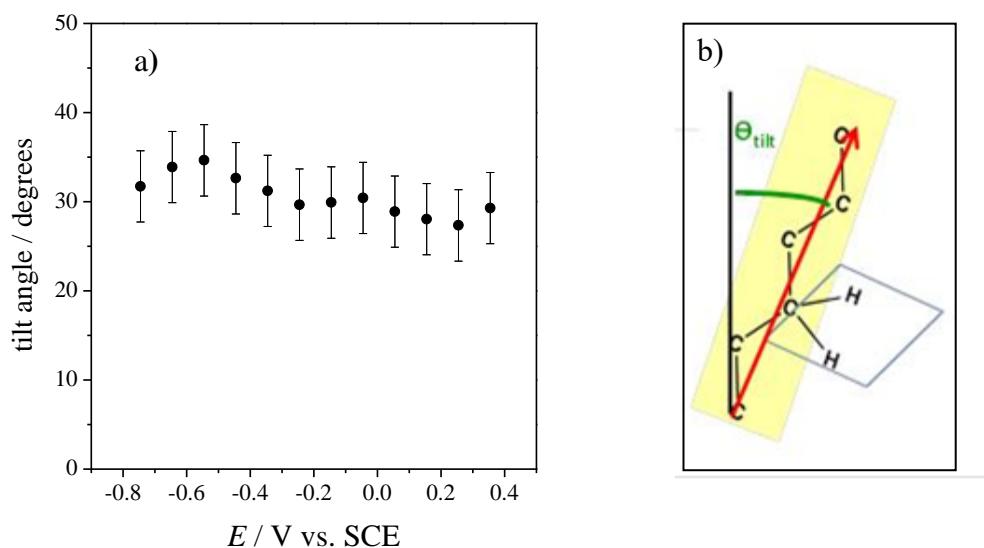 a)
50
40
30
20
10
0
tilt angle / degrees
-0.8 -0.6 -0.4 -0.2 0.0 0.2 0.4
E / V vs. SCE
b)
Θtilt
O
C
C
C H
H
C
C